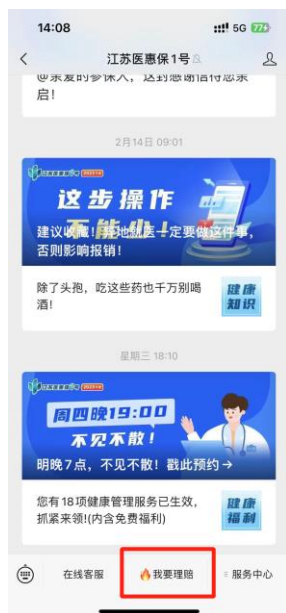 14:08
5G 77
江苏医惠保1号
@亲爱的参保人，这封感谢信待您亲
启！
2月14日 09:01
这步操作
不能少！
建议收藏！异地就医一定要做这件事，
否则影响报销！
除了头孢，吃这些药也千万别喝
酒！
健康
知识
星期三 18:10
周四晚19:00
不见不散！
明晚7点，不见不散！戳此预约→
您有18项健康管理服务已生效，
抓紧来领!(内含免费福利)
健康
福利
在线客服
🔥我要理赔
服务中心